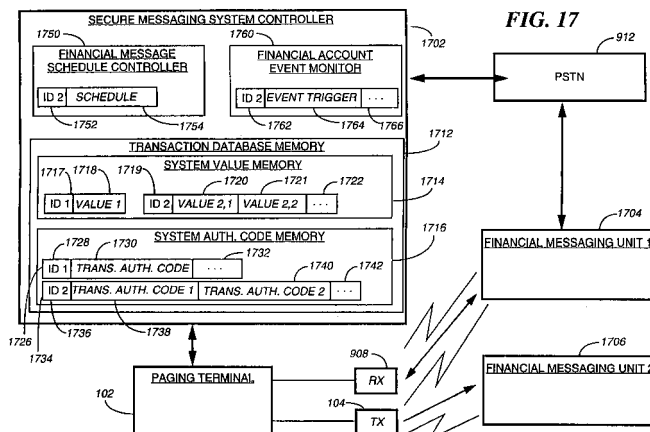 FIG. 17
SECURE MESSAGING SYSTEM CONTROLLER
1702
1750
FINANCIAL MESSAGE
SCHEDULE CONTROLLER
ID 2 SCHEDULE
1752
1754
1760
FINANCIAL ACCOUNT
EVENT MONITOR
ID 2 EVENT TRIGGER ...
1762
1764
1766
912
PSTN
TRANSACTION DATABASE MEMORY
1712
SYSTEM VALUE MEMORY
1717
1718
1719
1720
1721
1722
ID 1 VALUE 1
ID 2 VALUE 2,1 VALUE 2,2 ...
1714
SYSTEM AUTH. CODE MEMORY
1716
1728
1730
1732
ID 1 TRANS. AUTH. CODE ...
1740
1742
ID 2 TRANS. AUTH. CODE 1 TRANS. AUTH. CODE 2 ...
1726
1734
1736
1738
1704
FINANCIAL MESSAGING UNIT 1
1706
FINANCIAL MESSAGING UNIT 2
PAGING TERMINAL
102
908
RX
104
TX